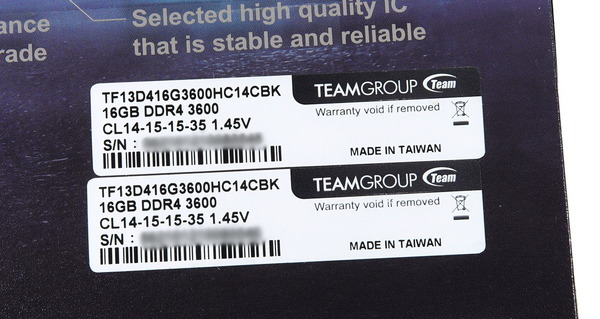 ance
rade
Selected high quality IC
that is stable and reliable
TF13D416G3600HC14CBK
16GB DDR4 3600
CL14-15-15-35 1.45V
S/N :
TEAMGROUP Team
Warranty void if removed
MADE IN TAIWAN
TF13D416G3600HC14CBK
16GB DDR4 3600
CL14-15-15-35 1.45V
S/N :
TEAMGROUP Team
Warranty void if removed
MADE IN TAIWAN